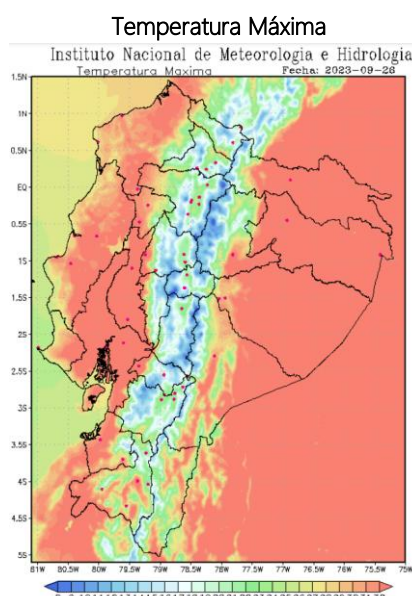 Temperatura Máxima
Instituto Nacional de Meteorologia e Hidrologia
Temperatura Maxima Fecha: 2023-09-26
1.5N
1N
0.5N
EQ
0.5S
1S
1.5S
2S
2.5S
3S
3.5S
4S
4.5S
5S
81W 80.5W 80W 79.5W 79W 78.5W 78W 77.5W 77W 76.5W 76W 75.5W 75W